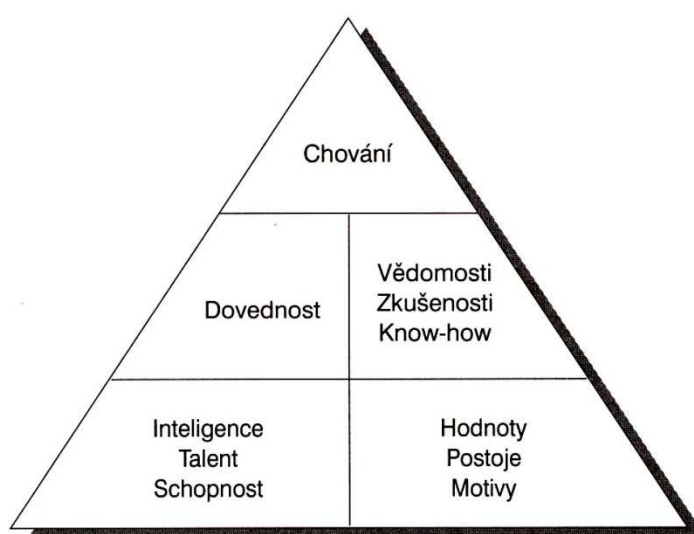 Chování
Dovednost
Vědomosti
Zkušenosti
Know-how
Inteligence
Talent
Schopnost
Hodnoty
Postoje
Motivy